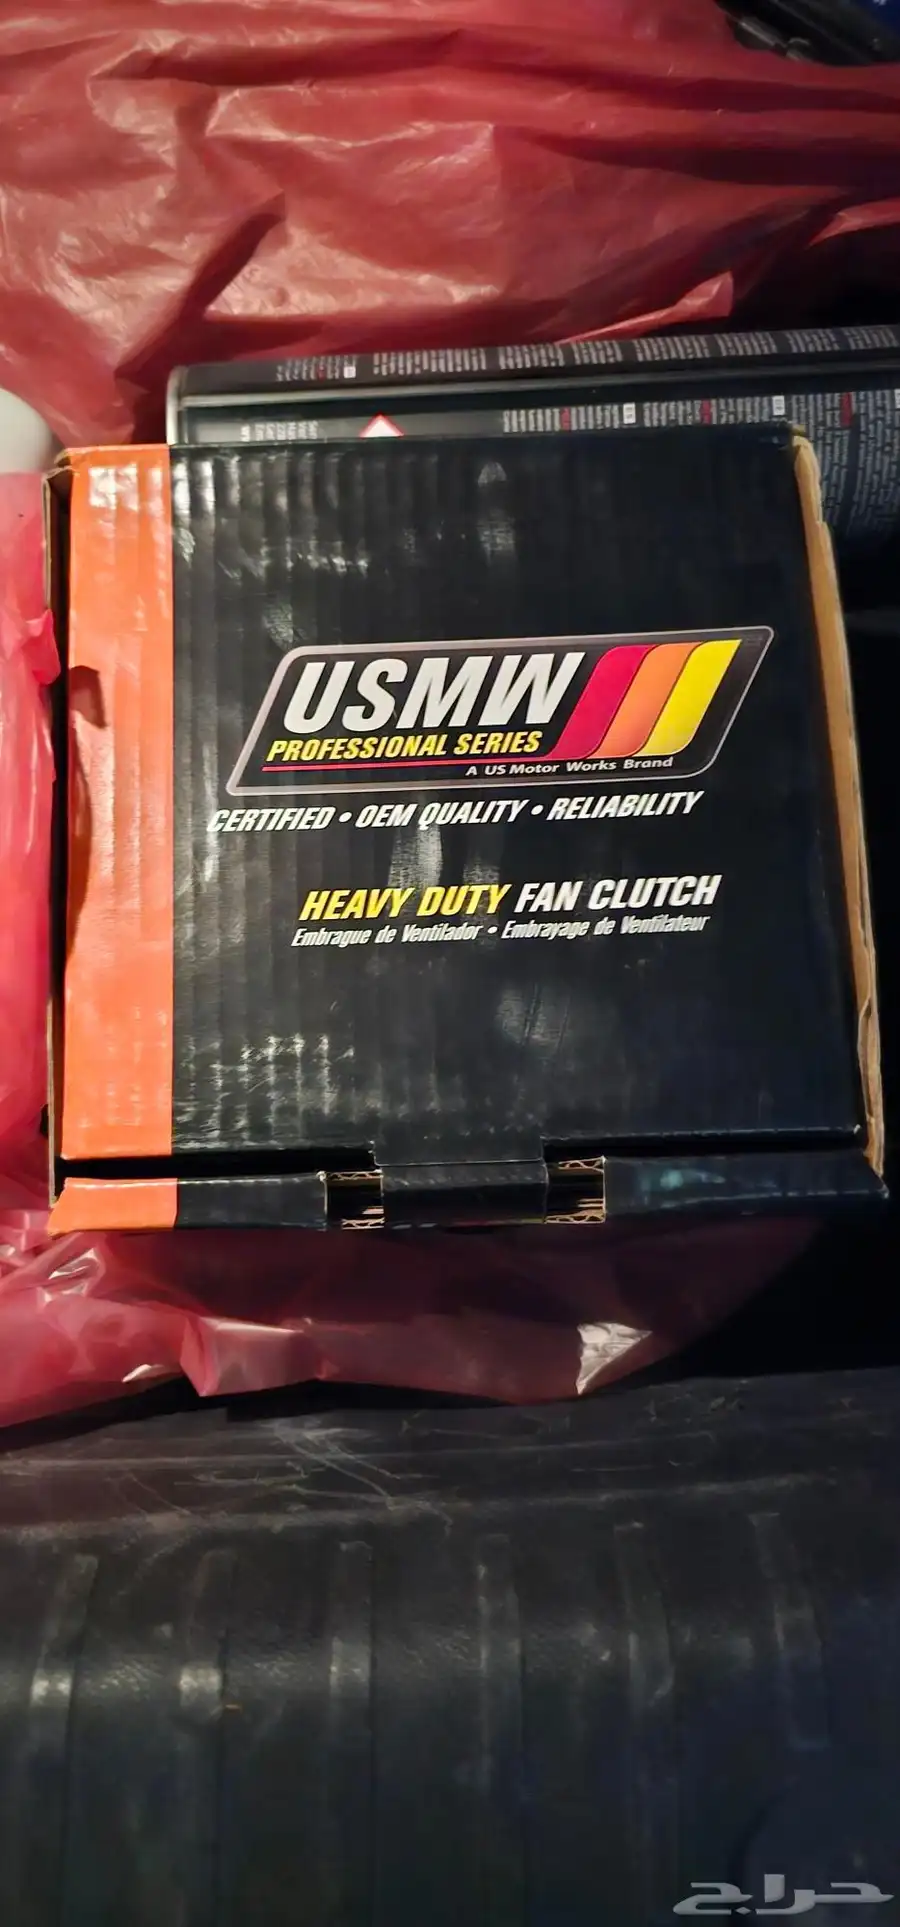 USMW
PROFESSIONAL SERIES
A US Motor Works Brand
CERTIFIED • OEM QUALITY • RELIABILITY
HEAVY DUTY FAN CLUTCH
Embrague de Ventilador • Embrayage de Ventilateur
حراج